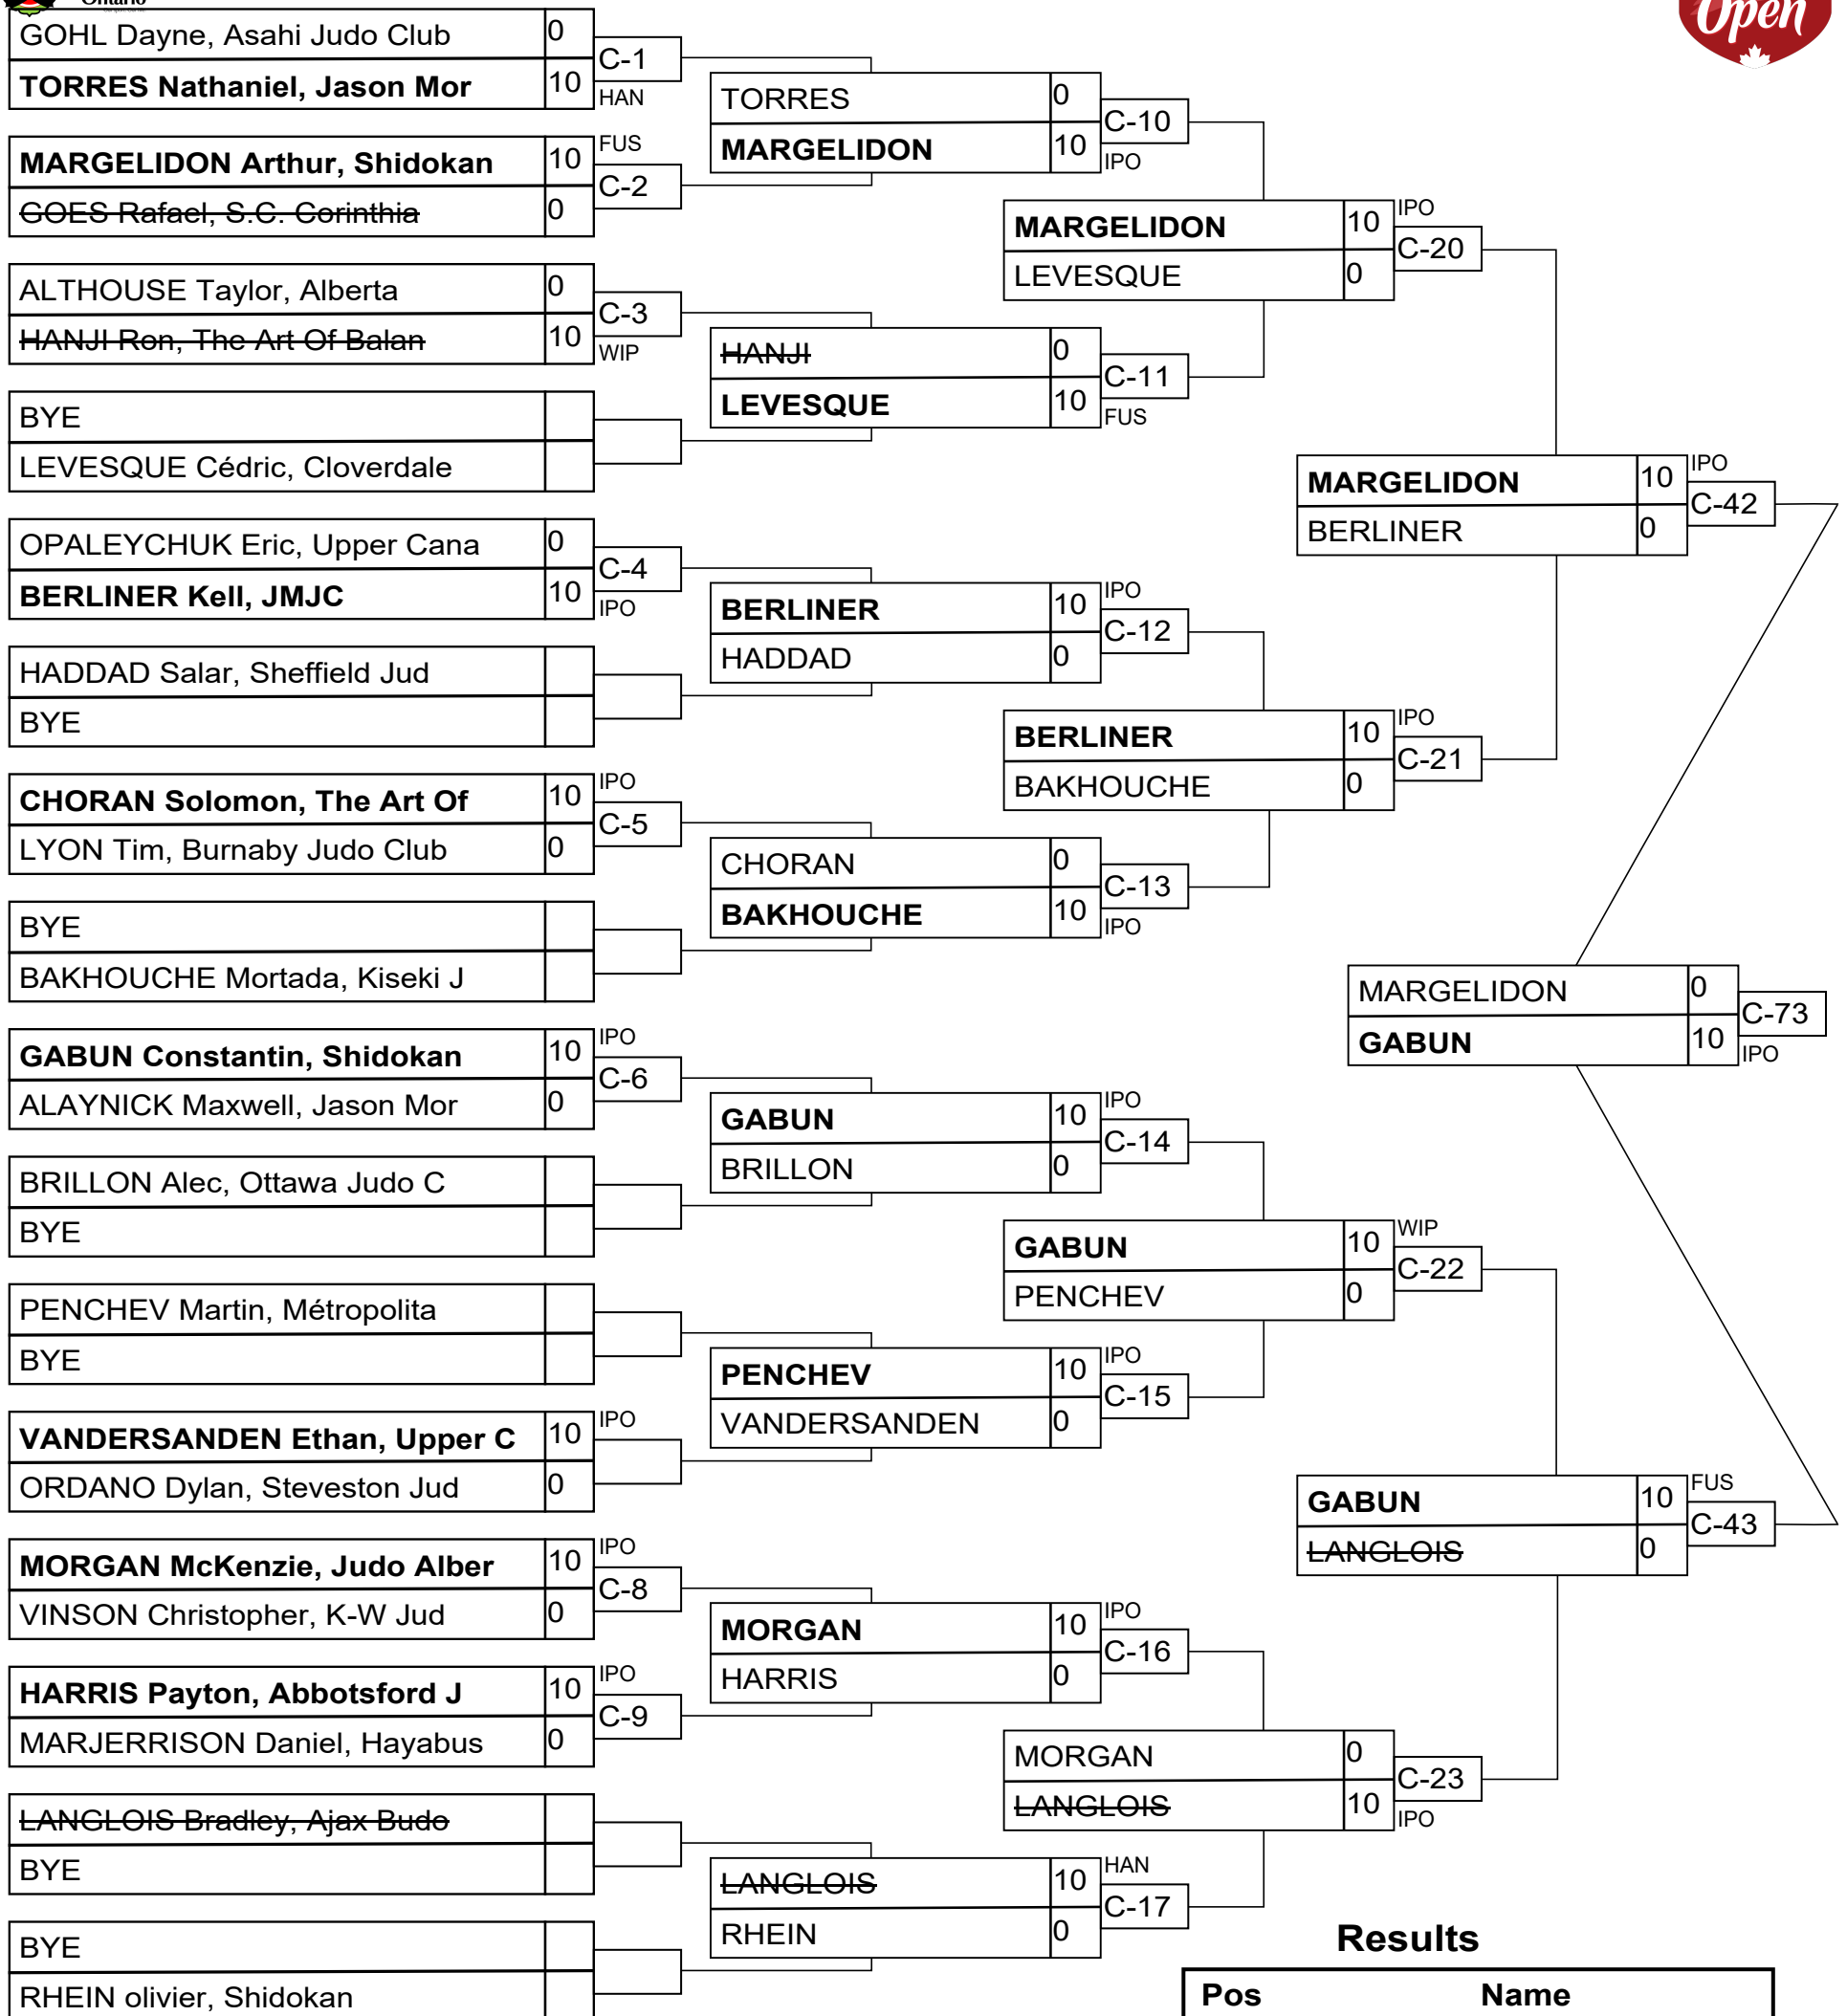 Ontario
Open
GOHL Dayne, Asahi Judo Club 0
C-1
TORRES Nathaniel, Jason Mor 10
HAN
TORRES 0
C-10
MARGELIDON 10
IPO
MARGELIDON Arthur, Shidokan 10
FUS
C-2
GOES Rafael, S.C. Corinthia 0
MARGELIDON 10
IPO
C-20
LEVESQUE 0
ALTHOUSE Taylor, Alberta 0
C-3
HANJI Ron, The Art Of Balan 10
WIP
HANJI 0
C-11
LEVESQUE 10
FUS
BYE
LEVESQUE Cédric, Cloverdale
MARGELIDON 10
IPO
C-42
BERLINER 0
OPALEYCHUK Eric, Upper Cana 0
C-4
BERLINER Kell, JMJC 10
IPO
BERLINER 10
IPO
C-12
HADDAD 0
HADDAD Salar, Sheffield Jud
BYE
BERLINER 10
IPO
C-21
BAKHOUCHE 0
CHORAN Solomon, The Art Of 10
IPO
C-5
LYON Tim, Burnaby Judo Club 0
CHORAN 0
C-13
BAKHOUCHE 10
IPO
BYE
BAKHOUCHE Mortada, Kiseki J
MARGELIDON 0
C-73
GABUN 10
IPO
GABUN Constantin, Shidokan 10
IPO
C-6
ALAYNICK Maxwell, Jason Mor 0
GABUN 10
IPO
C-14
BRILLON 0
BRILLON Alec, Ottawa Judo C
BYE
GABUN 10
WIP
C-22
PENCHEV 0
PENCHEV Martin, Métropolita
BYE
PENCHEV 10
IPO
C-15
VANDERSANDEN 0
VANDERSANDEN Ethan, Upper C 10
IPO
ORDANO Dylan, Steveston Jud 0
GABUN 10
FUS
C-43
LANGLOIS 0
MORGAN McKenzie, Judo Alber 10
IPO
C-8
VINSON Christopher, K-W Jud 0
MORGAN 10
IPO
C-16
HARRIS 0
HARRIS Payton, Abbotsford J 10
IPO
C-9
MARJERRISON Daniel, Hayabus 0
MORGAN 0
C-23
LANGLOIS 10
IPO
LANGLOIS Bradley, Ajax Budo
BYE
LANGLOIS 10
HAN
C-17
RHEIN 0
BYE
RHEIN olivier, Shidokan
Results
Pos Name